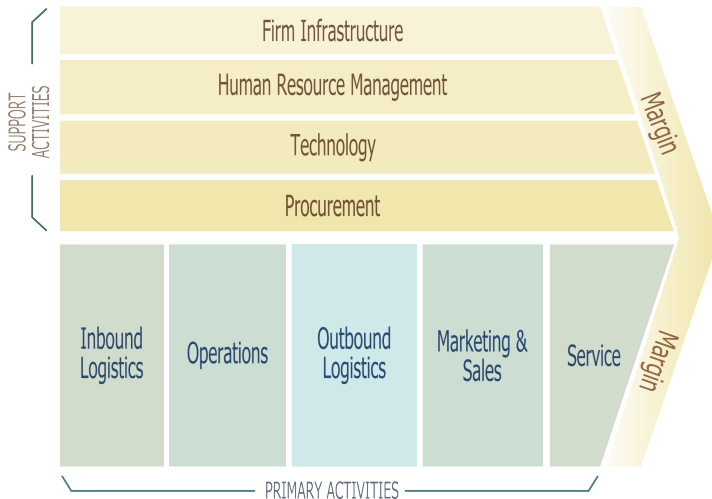 Firm Infrastructure
Human Resource Management
Technology
Procurement
SUPPORT
ACTIVITIES
Margin
Inbound
Logistics
Operations
Outbound
Logistics
Marketing &
Sales
Service
Margin
PRIMARY ACTIVITIES